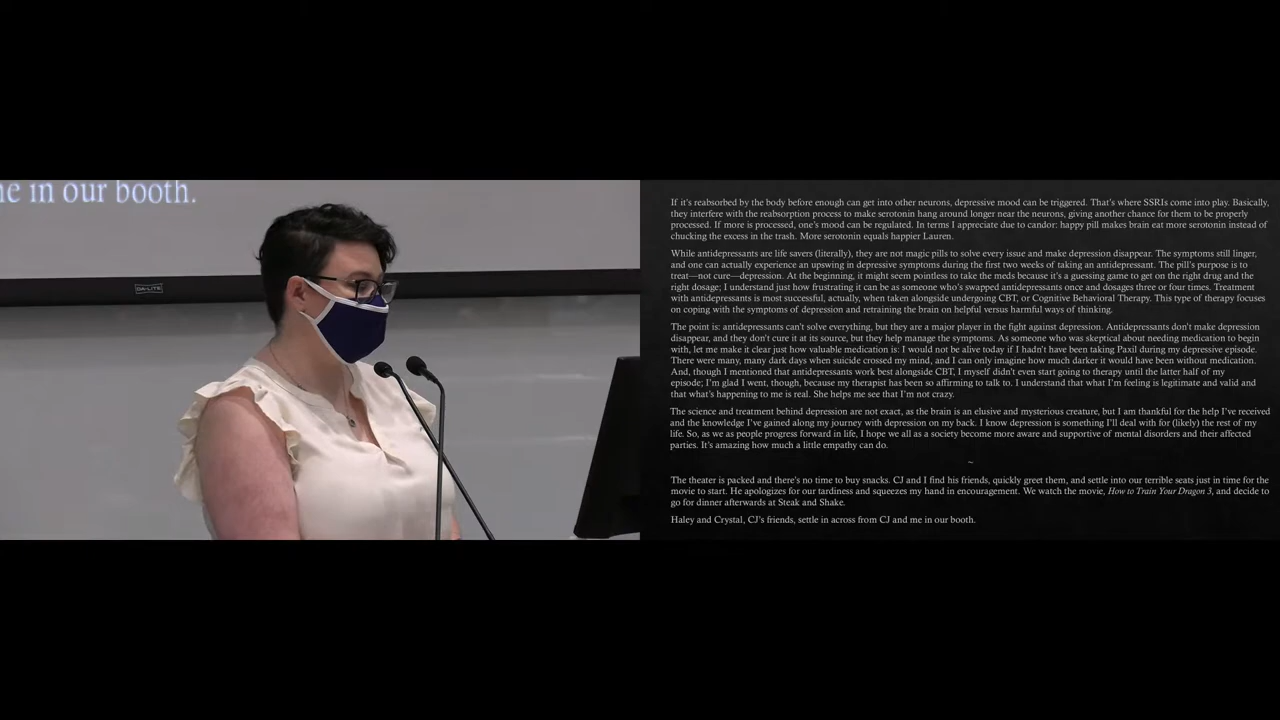 ne in our booth.
DA-LITE
If it's reabsorbed by the body before enough can get into other neurons, depressive mood can be triggered. That's where SSRIs come into play. Basically,
they interfere with the reabsorption process to make serotonin hang around longer near the neurons, giving another chance for them to be properly
processed. If more is processed, one's mood can be regulated. In terms I appreciate due to candor: happy pill makes brain eat more serotonin instead of
chucking the excess in the trash. More serotonin equals happier Lauren.
While antidepressants are life savers (literally), they are not magic pills to solve every issue and make depression disappear. The symptoms still linger,
and one can actually experience an upswing in depressive symptoms during the first two weeks of taking an antidepressant. The pill's purpose is to
treat—not cure—depression. At the beginning, it might seem pointless to take the meds because it's a guessing game to get on the right drug and the
right dosage; I understand just how frustrating it can be as someone who's swapped antidepressants once and dosages three or four times. Treatment
with antidepressants is most successful, actually, when taken alongside undergoing CBT, or Cognitive Behavioral Therapy. This type of therapy focuses
on coping with the symptoms of depression and retraining the brain on helpful versus harmful ways of thinking.
The point is: antidepressants can't solve everything, but they are a major player in the fight against depression. Antidepressants don't make depression
disappear, and they don't cure it at its source, but they help manage the symptoms. As someone who was skeptical about needing medication to begin
with, let me make it clear just how valuable medication is: I would not be alive today if I hadn't have been taking Paxil during my depressive episode.
There were many, many dark days when suicide crossed my mind, and I can only imagine how much darker it would have been without medication.
And, though I mentioned that antidepressants work best alongside CBT, I myself didn't even start going to therapy until the latter half of my
episode; I'm glad I went, though, because my therapist has been so affirming to talk to. I understand that what I'm feeling is legitimate and valid and
that what's happening to me is real. She helps me see that I'm not crazy.
The science and treatment behind depression are not exact, as the brain is an elusive and mysterious creature, but I am thankful for the help I've received
and the knowledge I've gained along my journey with depression on my back. I know depression is something I'll deal with for (likely) the rest of my
life. So, as we as people progress forward in life, I hope we all as a society become more aware and supportive of mental disorders and their affected
parties. It's amazing how much a little empathy can do.
~
The theater is packed and there's no time to buy snacks. CJ and I find his friends, quickly greet them, and settle into our terrible seats just in time for the
movie to start. He apologizes for our tardiness and squeezes my hand in encouragement. We watch the movie, How to Train Your Dragon 3, and decide to
go for dinner afterwards at Steak and Shake.
Haley and Crystal, CJ's friends, settle in across from CJ and me in our booth.